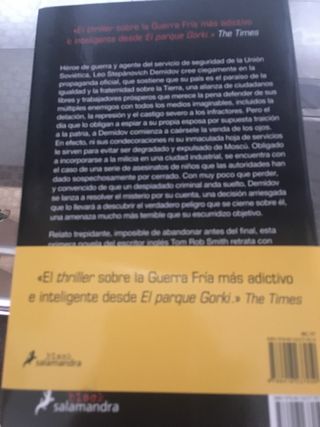 «El thriller sobre la Guerra Fría más adictivo
e inteligente desde El parque Gorki.» The Times
Héroe de guerra y agente del servicio de seguridad de la Unión
Soviética, Leo Stepánovich Demidov cree ciegamente en la
propaganda oficial, que sostiene que su país es el paraíso de la
igualdad y la fraternidad sobre la Tierra, una alianza de ciudadanos
libres y trabajadores prósperos que merece la pena defender de sus
múltiples enemigos con todos los medios imaginables, incluidos la
delación, la represión y el castigo severo a los infractores. Pero el
día que lo obligan a espiar a su propia esposa por supuesta traición
a la patria, a Demidov comienza a caérsele la venda de los ojos.
En efecto, ni sus condecoraciones ni su inmaculada hoja de servicios
le sirven para evitar ser degradado y expulsado de Moscú. Obligado
a incorporarse a la milicia en una ciudad industrial, se encuentra con
el caso de una serie de asesinatos de niños que las autoridades han
dado sospechosamente por cerrado. Con muy poco que perder,
y convencido de que un despiadado criminal anda suelto, Demidov
se lanza a resolver el misterio por su cuenta, una decisión arriesgada
que lo llevará a descubrir el verdadero peligro que se cierne sobre él,
una amenaza mucho más temible que su escurridizo objetivo.
Relato trepidante, imposible de abandonar antes del final, esta
primera novela del escritor inglés Tom Rob Smith retrata con
«El thriller sobre la Guerra Fría más adictivo
e inteligente desde El parque Gorki.» The Times
black
salamandra
black
salamandra